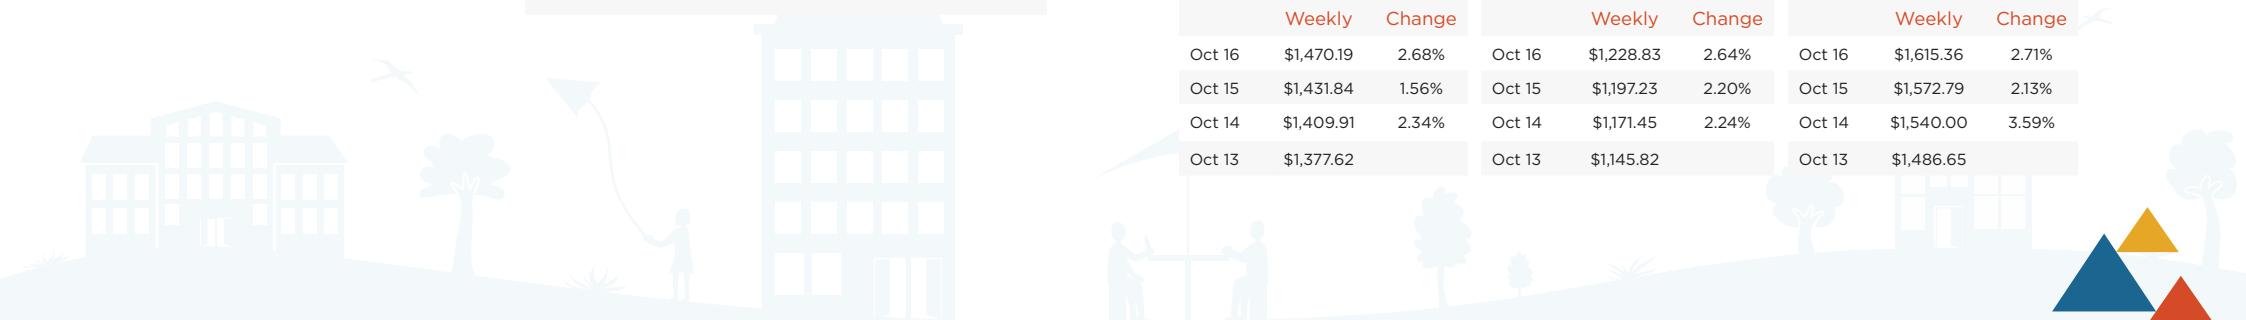 Weekly Change Weekly Change Weekly Change
Oct 16 $1,470.19 2.68% Oct 16 $1,228.83 2.64% Oct 16 $1,615.36 2.71%
Oct 15 $1,431.84 1.56% Oct 15 $1,197.23 2.20% Oct 15 $1,572.79 2.13%
Oct 14 $1,409.91 2.34% Oct 14 $1,171.45 2.24% Oct 14 $1,540.00 3.59%
Oct 13 $1,377.62 Oct 13 $1,145.82 Oct 13 $1,486.65